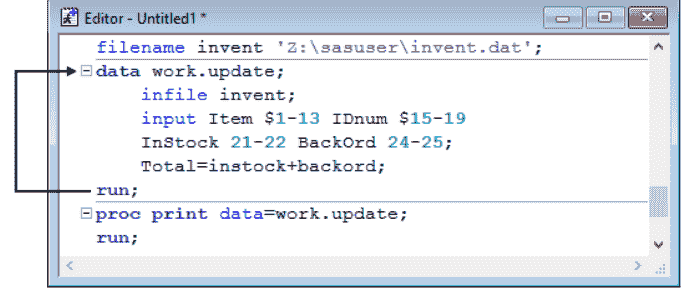 Editor - Untitled1 *
filename invent 'Z:\sasuser\invent.dat';
data work.update;
infile invent;
input Item $1-13 IDnum $15-19
InStock 21-22 BackOrd 24-25;
Total=instock+backord;
run;
proc print data=work.update;
run;